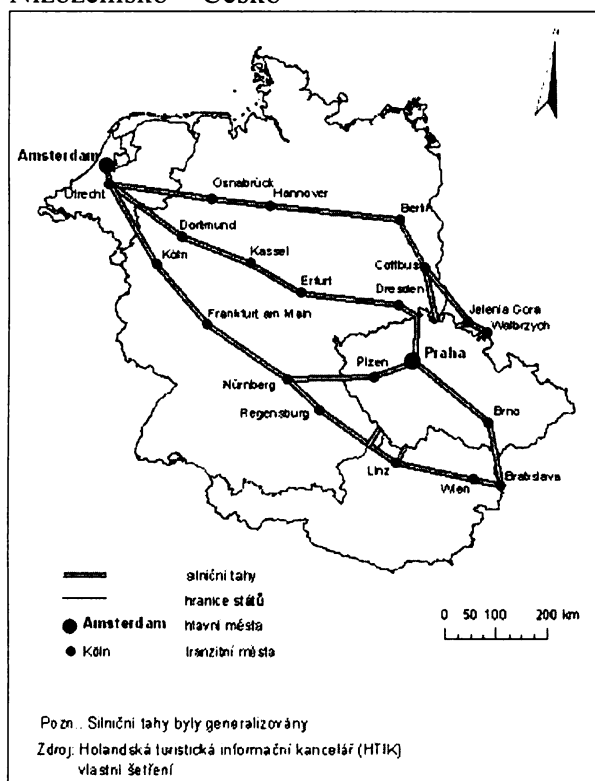 Nizozemsko – Česko
N
Amsterdam
Utrecht
Osnabrück
Hannover
Berlín
Dortmund
Köln
Kassel
Cottbus
Erfurt
Dresden
Jelenia Gora
Walbrzych
Frankfurt am Main
Plzen
Praha
Nürnberg
Regensburg
Brno
Linz
Wien
Bratislava
silniční tahy
hranice států
Amsterdam hlavní města
Köln tranzitní města
0 50 100 200 km
Pozn.: Silniční tahy byly generalizovány
Zdroj: Holandská turistická informační kancelář (HTIK)
vlastní šetření